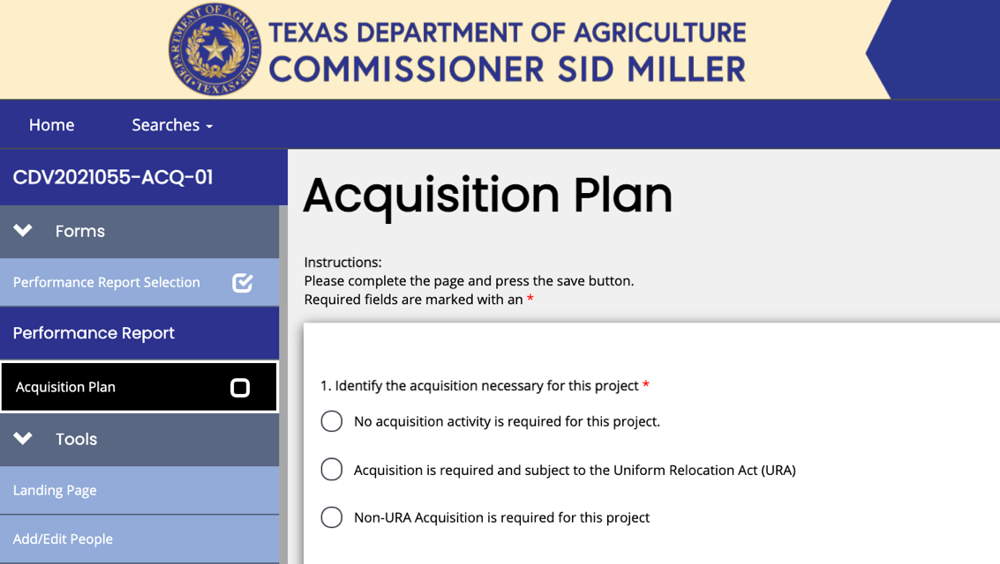 DEPARTMENT OF AGRICULTURE
TEXAS
TEXAS DEPARTMENT OF AGRICULTURE
COMMISSIONER SID MILLER
Home
Searches
CDV2021055-ACQ-01
Forms
Performance Report Selection
Performance Report
Acquisition Plan
Tools
Landing Page
Add/Edit People
Acquisition Plan
Instructions:
Please complete the page and press the save button.
Required fields are marked with an *
1. Identify the acquisition necessary for this project *
No acquisition activity is required for this project.
Acquisition is required and subject to the Uniform Relocation Act (URA)
Non-URA Acquisition is required for this project